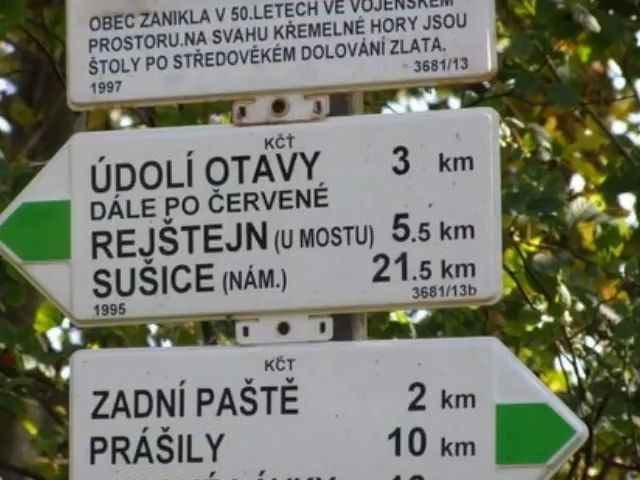 OBEC ZANIKLA V 50.LETECH VE VOJENSKÉM
PROSTORU.NA SVAHU KŘEMELNÉ HORY JSOU
ŠTOLY PO STŘEDOVĚKÉM DOLOVÁNÍ ZLATA.
1997 3681/13
KČT
ÚDOLÍ OTAVY 3 km
DÁLE PO ČERVENÉ
REJŠTEJN (U MOSTU) 5.5 km
SUŠICE (NÁM.) 21.5 km
1995 3681/13b
KČT
ZADNÍ PAŠTĚ 2 km
PRÁŠILY 10 km